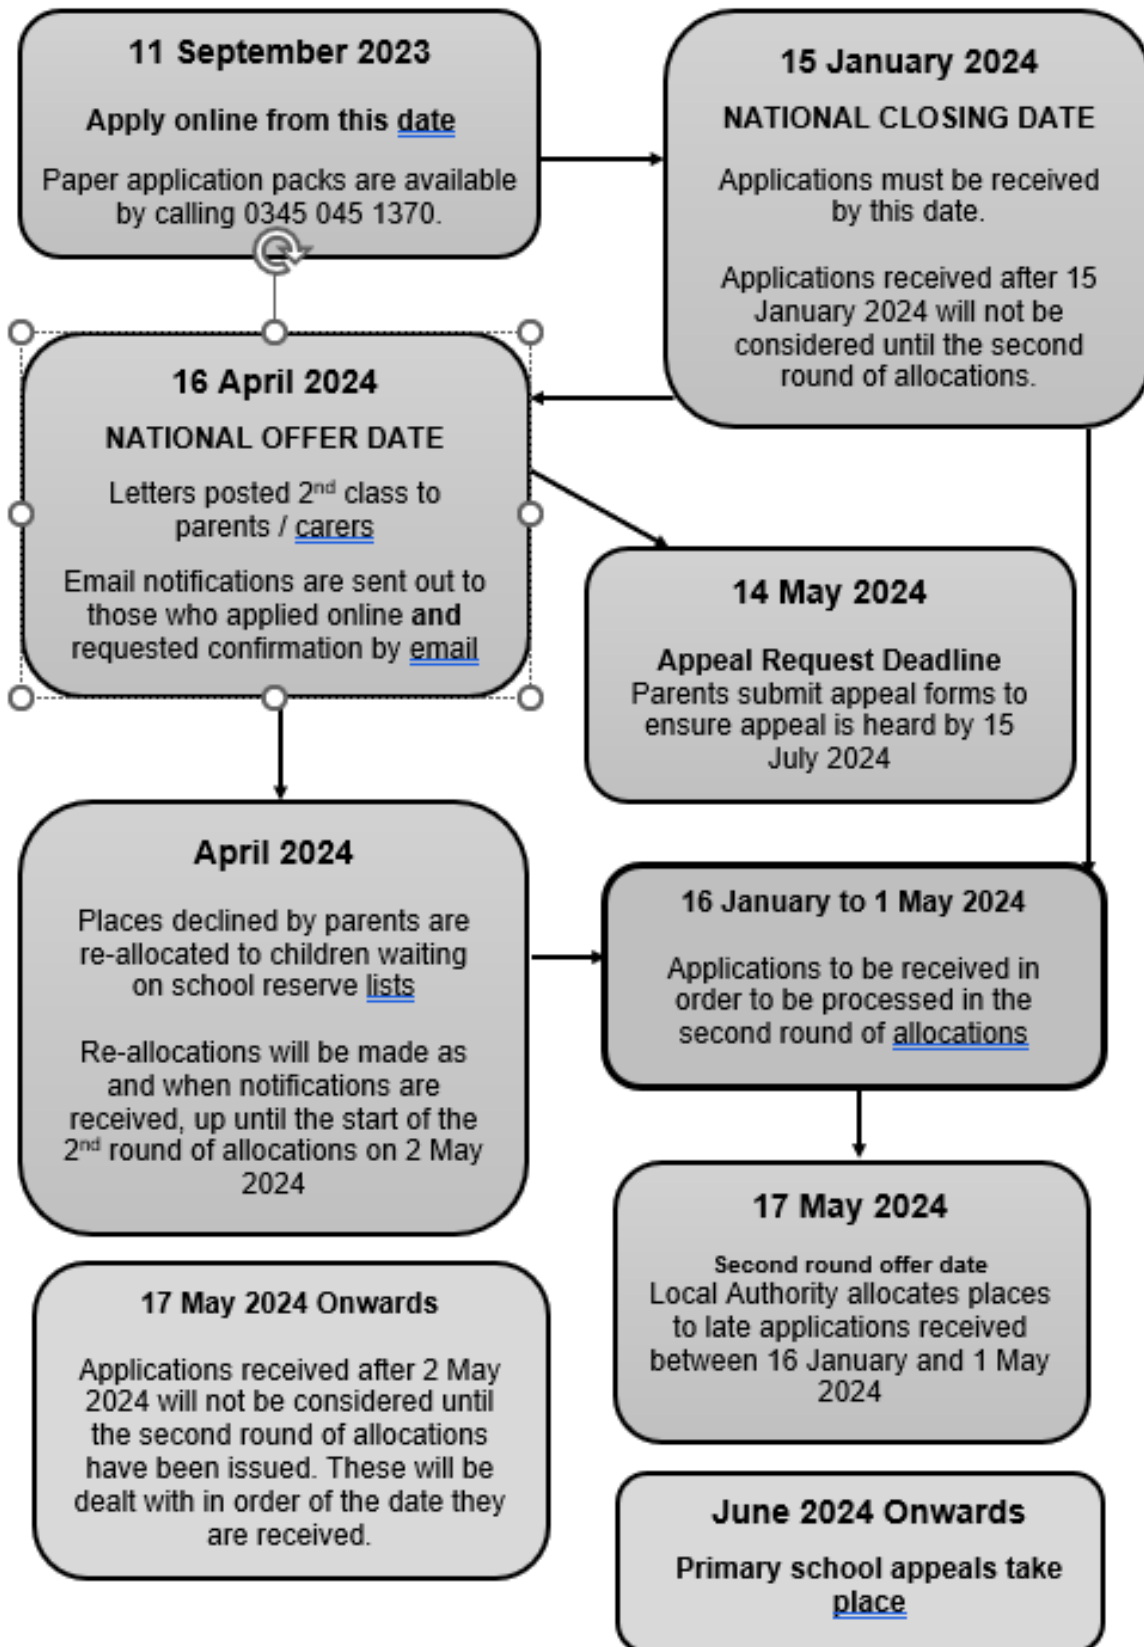 11 September 2023
Apply online from this date
Paper application packs are available
by calling 0345 045 1370.
15 January 2024
NATIONAL CLOSING DATE
Applications must be received
by this date.
Applications received after 15
January 2024 will not be
considered until the second
round of allocations.
16 April 2024
NATIONAL OFFER DATE
Letters posted 2nd class to
parents / carers
Email notifications are sent out to
those who applied online and
requested confirmation by email
14 May 2024
Appeal Request Deadline
Parents submit appeal forms to
ensure appeal is heard by 15
July 2024
April 2024
Places declined by parents are
re-allocated to children waiting
on school reserve lists
Re-allocations will be made as
and when notifications are
received, up until the start of the
2nd round of allocations on 2 May
2024
16 January to 1 May 2024
Applications to be received in
order to be processed in the
second round of allocations
17 May 2024
Second round offer date
Local Authority allocates places
to late applications received
between 16 January and 1 May
2024
17 May 2024 Onwards
Applications received after 2 May
2024 will not be considered until
the second round of allocations
have been issued. These will be
dealt with in order of the date they
are received.
June 2024 Onwards
Primary school appeals take
place